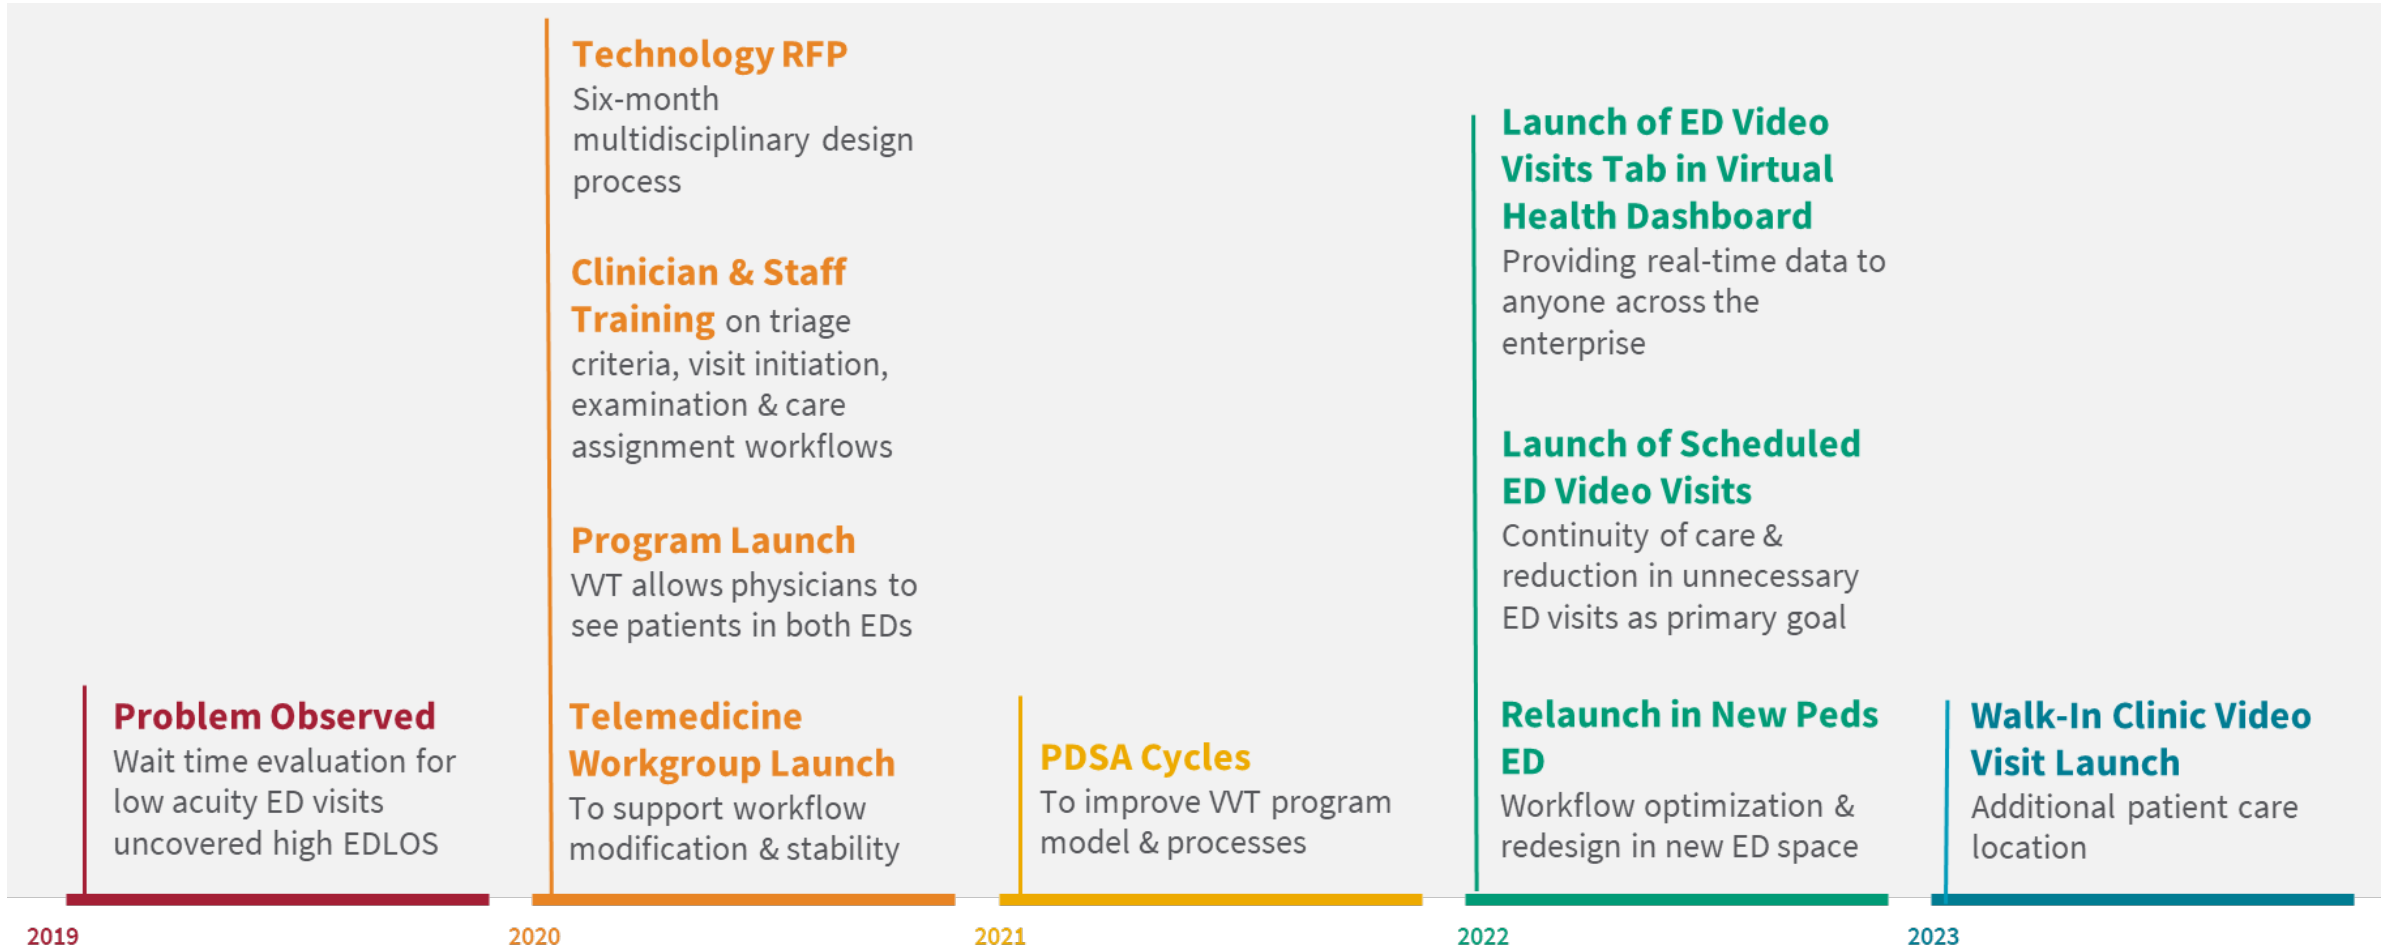 Technology RFP
Six-month
multidisciplinary design
process
Clinician & Staff
Training on triage
criteria, visit initiation,
examination & care
assignment workflows
Program Launch
VVT allows physicians to
see patients in both EDs
Telemedicine
Workgroup Launch
To support workflow
modification & stability
Problem Observed
Wait time evaluation for
low acuity ED visits
uncovered high EDLOS
PDSA Cycles
To improve VVT program
model & processes
Launch of ED Video
Visits Tab in Virtual
Health Dashboard
Providing real-time data to
anyone across the
enterprise
Launch of Scheduled
ED Video Visits
Continuity of care &
reduction in unnecessary
ED visits as primary goal
Relaunch in New Peds
ED
Workflow optimization &
redesign in new ED space
Walk-In Clinic Video
Visit Launch
Additional patient care
location
2019
2020
2021
2022
2023